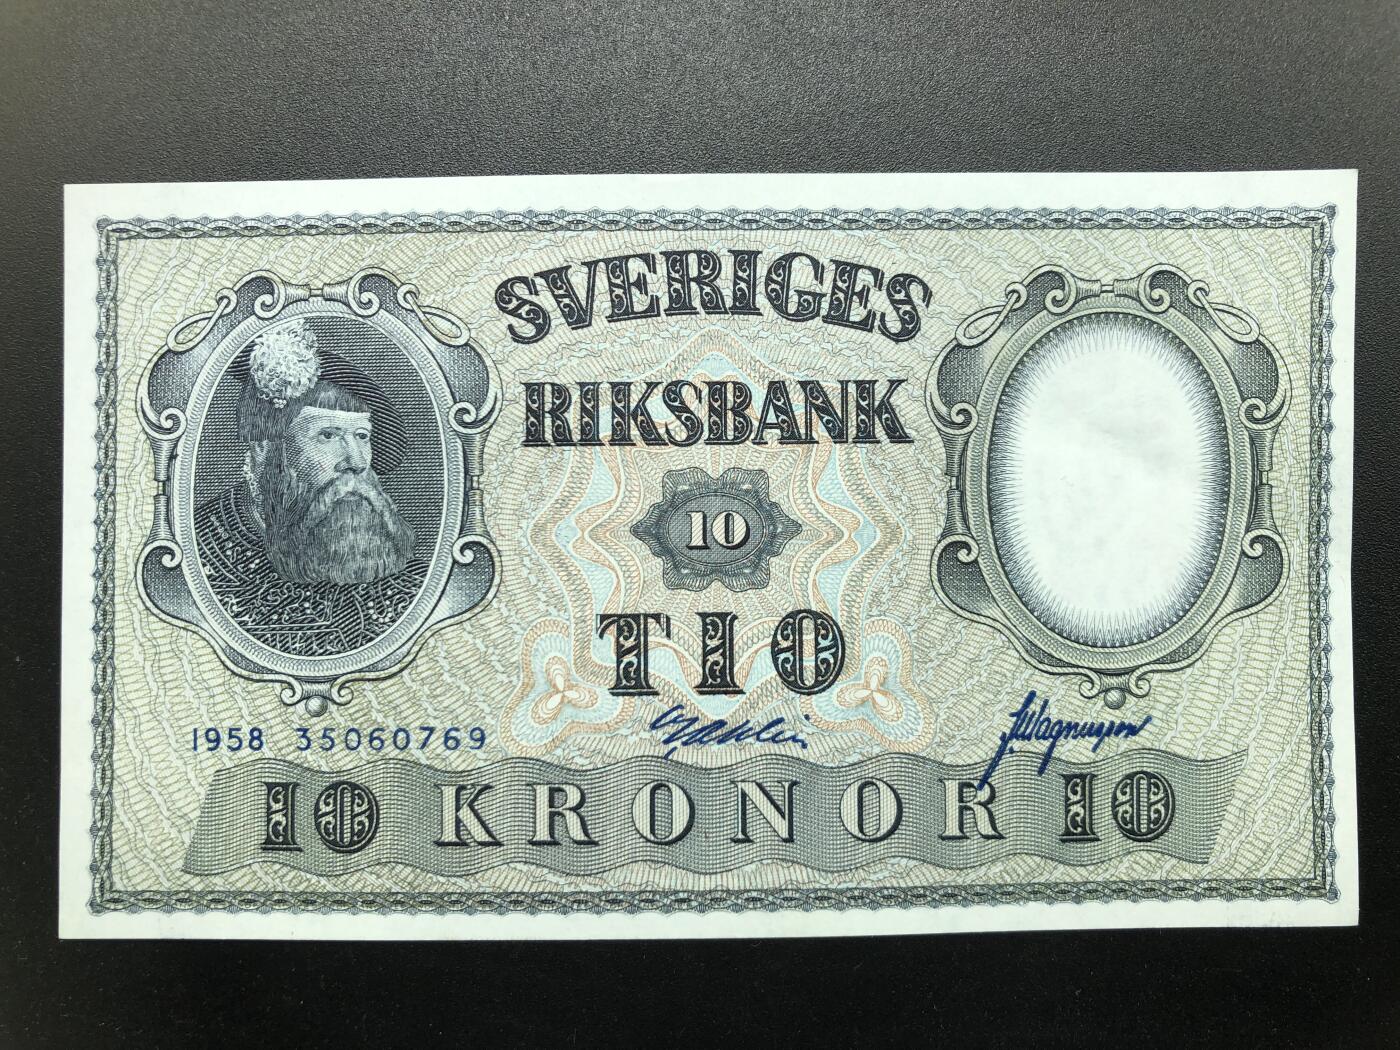 SVERIGES
RIKSBANK
10
TIO
1958 35060769
10 KRONOR 10